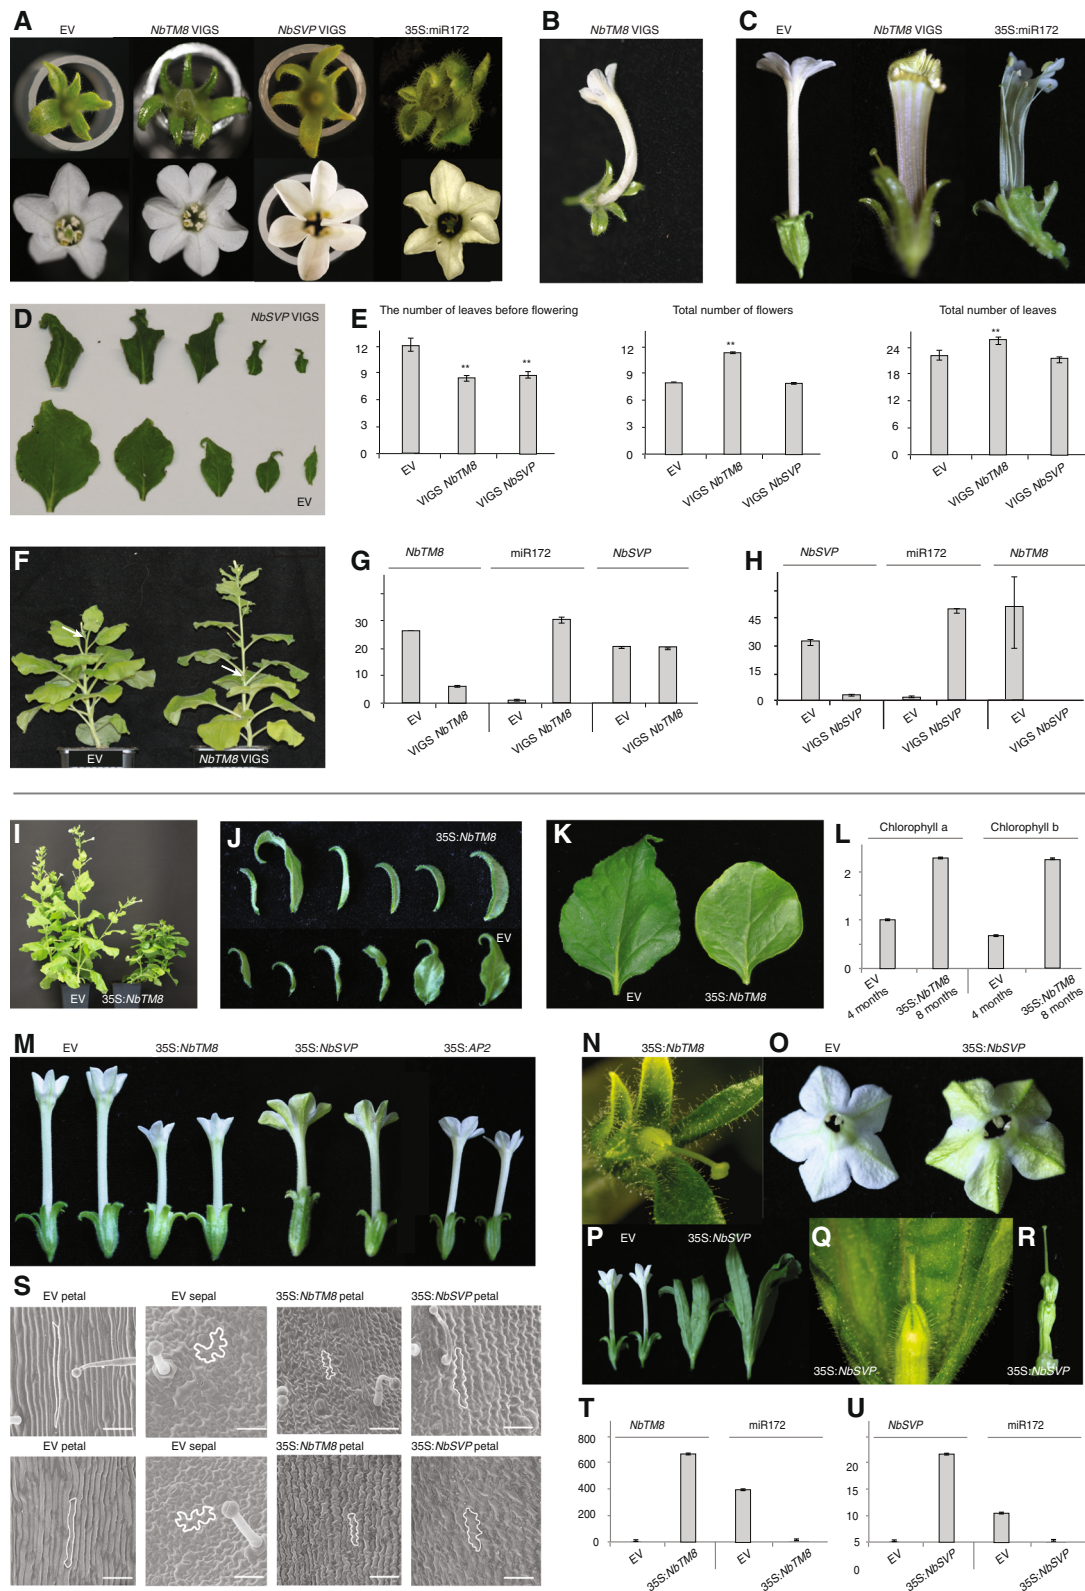 A
EV
NbTM8 VIGS
NbSVP VIGS
35S:miR172
B
NbTM8 VIGS
C
EV
NbTM8 VIGS
35S:miR172
D
NbSVP VIGS
EV
E
The number of leaves before flowering
12
9
6
3
0
**
**
EV
VIGS NbTM8
VIGS NbSVP
Total number of flowers
12
9
6
3
0
**
EV
VIGS NbTM8
VIGS NbSVP
Total number of leaves
24
18
12
6
0
**
EV
VIGS NbTM8
VIGS NbSVP
F
EV
NbTM8 VIGS
G
NbTM8
miR172
NbSVP
30
20
10
0
EV
VIGS NbTM8
EV
VIGS NbTM8
EV
VIGS NbTM8
H
NbSVP
miR172
NbTM8
45
30
15
0
EV
VIGS NbSVP
EV
VIGS NbSVP
EV
VIGS NbSVP
I
EV
35S:NbTM8
J
35S:NbTM8
EV
K
EV
35S:NbTM8
L
Chlorophyll a
Chlorophyll b
2
1
0
EV
4 months
35S:NbTM8
8 months
EV
4 months
35S:NbTM8
8 months
M
EV
35S:NbTM8
35S:NbSVP
35S:AP2
N
35S:NbTM8
O
EV
35S:NbSVP
P
EV
35S:NbSVP
Q
35S:NbSVP
R
35S:NbSVP
S
EV petal
EV sepal
35S:NbTM8 petal
35S:NbSVP petal
EV petal
EV sepal
35S:NbTM8 petal
35S:NbSVP petal
T
NbTM8
miR172
800
600
400
200
0
EV
35S:NbTM8
EV
35S:NbTM8
U
NbSVP
miR172
20
15
10
5
0
EV
35S:NbSVP
EV
35S:NbSVP